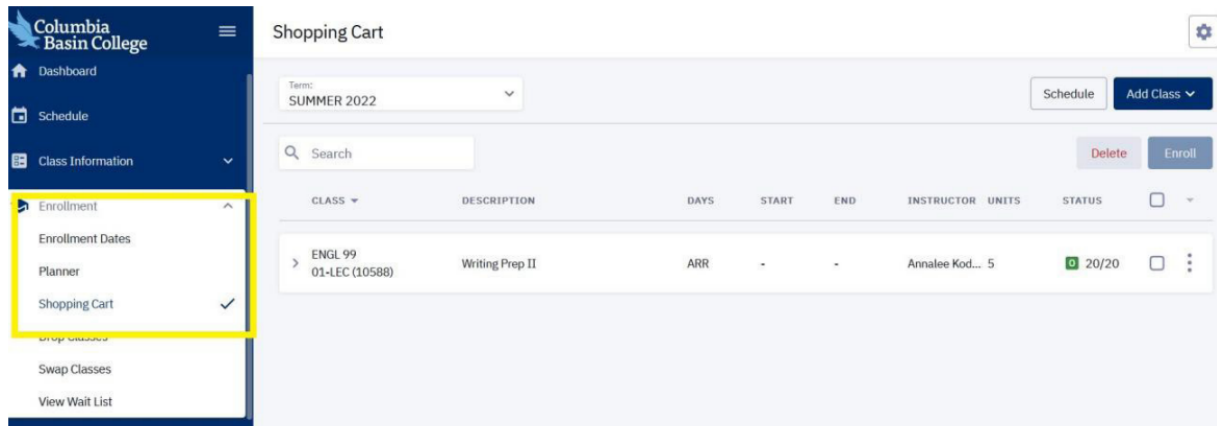 Columbia
Basin College
Dashboard
Schedule
Class Information
Enrollment
Enrollment Dates
Planner
Shopping Cart
Drop Classes
Swap Classes
View Wait List
Shopping Cart
Term:
SUMMER 2022
Schedule
Add Class
Search
Delete
Enroll
CLASS DESCRIPTION DAYS START END INSTRUCTOR UNITS STATUS
ENGL 99
01-LEC (10588)
Writing Prep II ARR - - Annalee Kod... 5 O 20/20